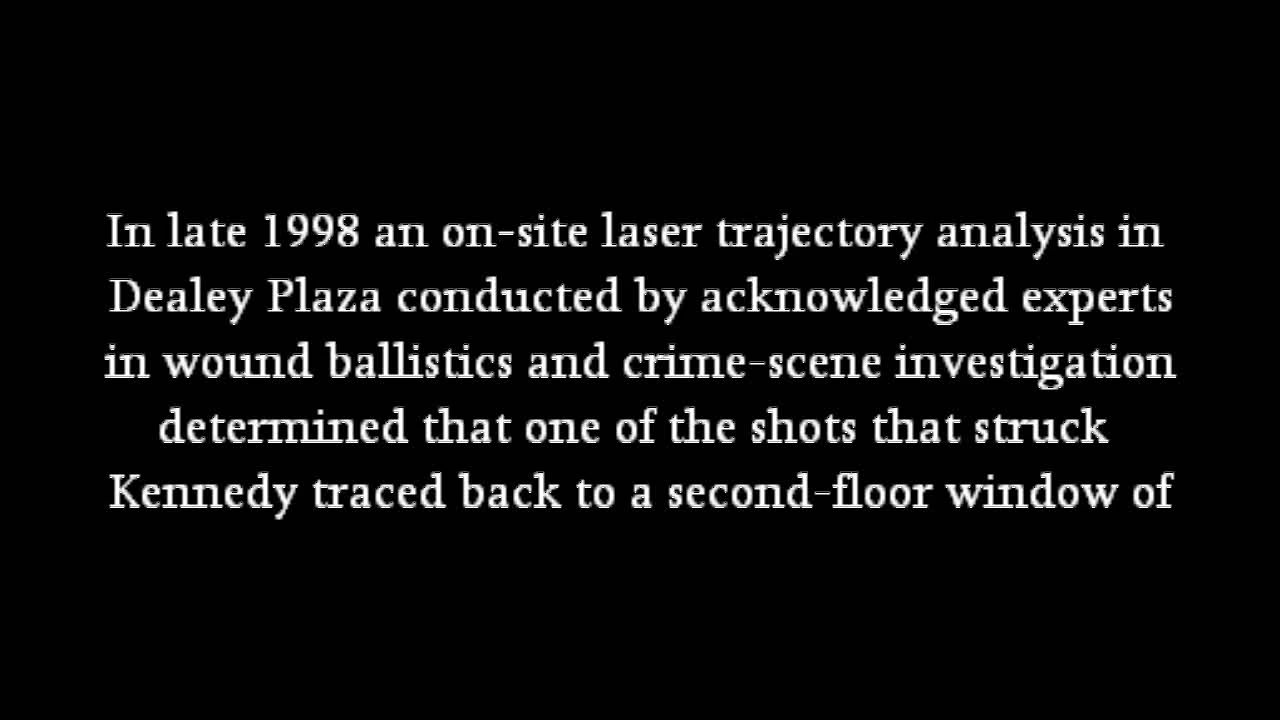 In late 1998 an on-site laser trajectory analysis in
Dealey Plaza conducted by acknowledged experts
in wound ballistics and crime-scene investigation
determined that one of the shots that struck
Kennedy traced back to a second-floor window of